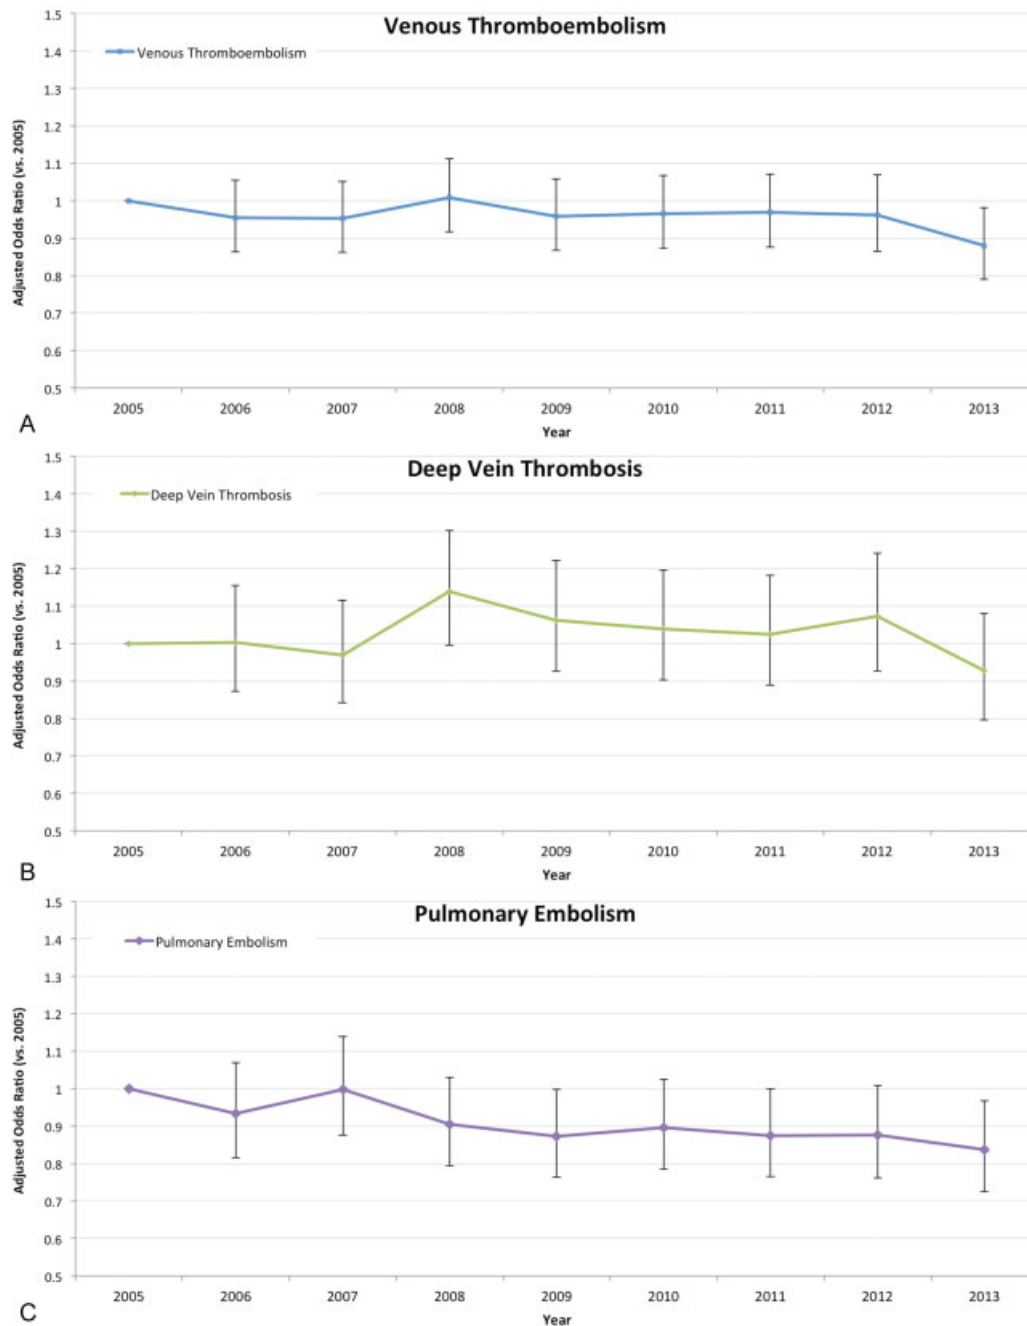 Venous Thromboembolism
Venous Thromboembolism
1.5
1.4
1.3
1.2
1.1
1
0.9
0.8
0.7
0.6
0.5
Adjusted Odds Ratio (vs. 2005)
2005 2006 2007 2008 2009 2010 2011 2012 2013
Year
A
Deep Vein Thrombosis
Deep Vein Thrombosis
1.5
1.4
1.3
1.2
1.1
1
0.9
0.8
0.7
0.6
0.5
Adjusted Odds Ratio (vs. 2005)
2005 2006 2007 2008 2009 2010 2011 2012 2013
Year
B
Pulmonary Embolism
Pulmonary Embolism
1.5
1.4
1.3
1.2
1.1
1
0.9
0.8
0.7
0.6
0.5
Adjusted Odds Ratio (vs. 2005)
2005 2006 2007 2008 2009 2010 2011 2012 2013
Year
C